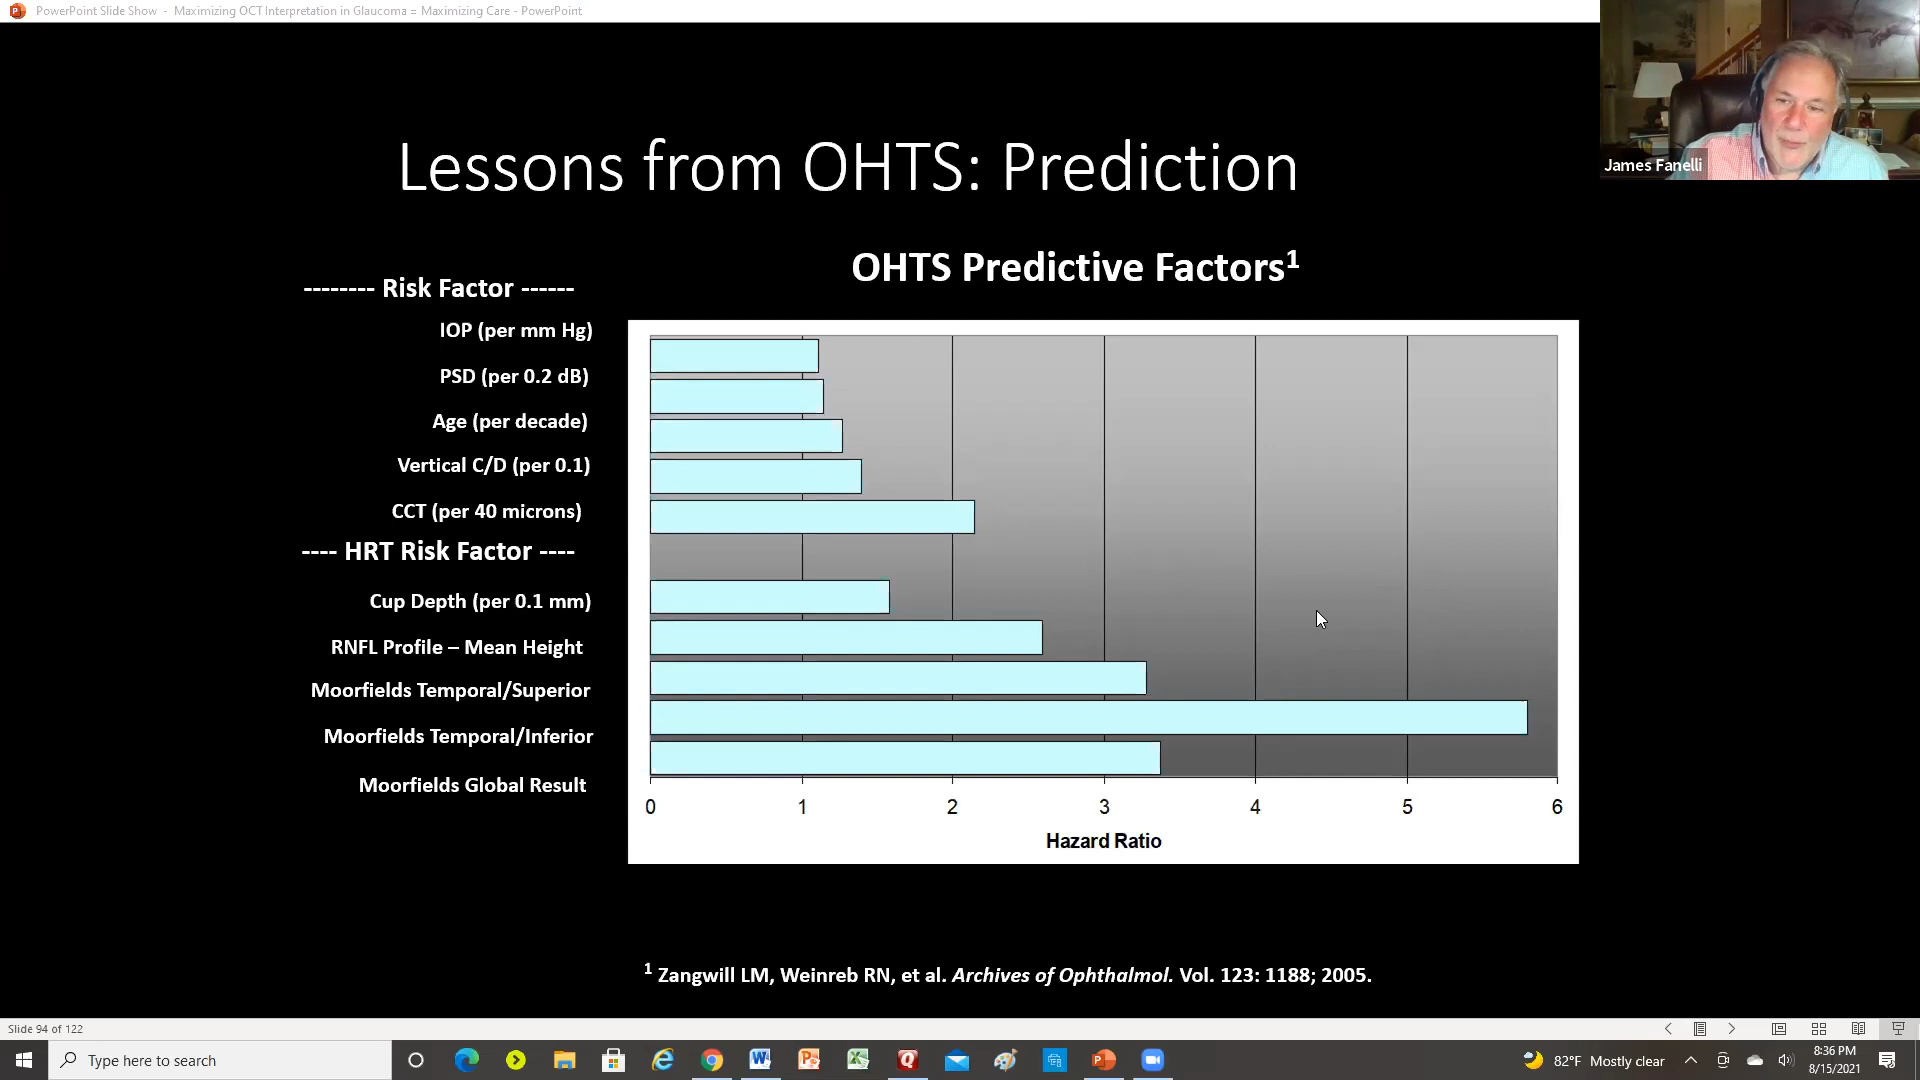 PowerPoint Slide Show - Maximizing OCT Interpretation in Glaucoma = Maximizing Care - PowerPoint
James Fanelli
Lessons from OHTS: Prediction
OHTS Predictive Factors1
-------- Risk Factor ------
IOP (per mm Hg)
PSD (per 0.2 dB)
Age (per decade)
Vertical C/D (per 0.1)
CCT (per 40 microns)
---- HRT Risk Factor ----
Cup Depth (per 0.1 mm)
RNFL Profile – Mean Height
Moorfields Temporal/Superior
Moorfields Temporal/Inferior
Moorfields Global Result
0 1 2 3 4 5 6
Hazard Ratio
1 Zangwill LM, Weinreb RN, et al. Archives of Ophthalmol. Vol. 123: 1188; 2005.
Slide 94 of 122
Type here to search
82°F Mostly clear
8:36 PM
8/15/2021